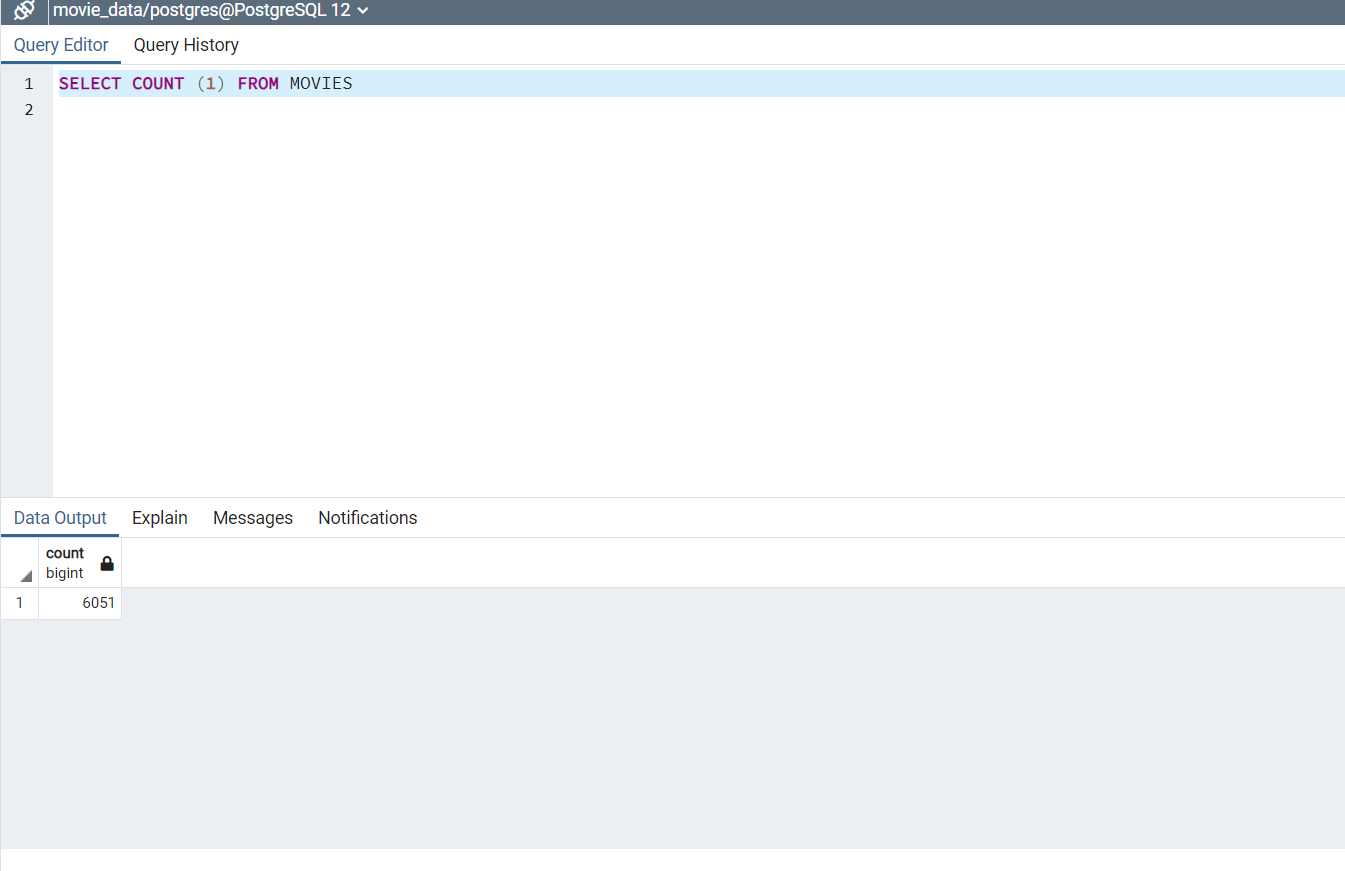 movie_data/postgres@PostgreSQL 12
Query Editor Query History
1 SELECT COUNT (1) FROM MOVIES
2
Data Output Explain Messages Notifications
count
bigint
1 6051